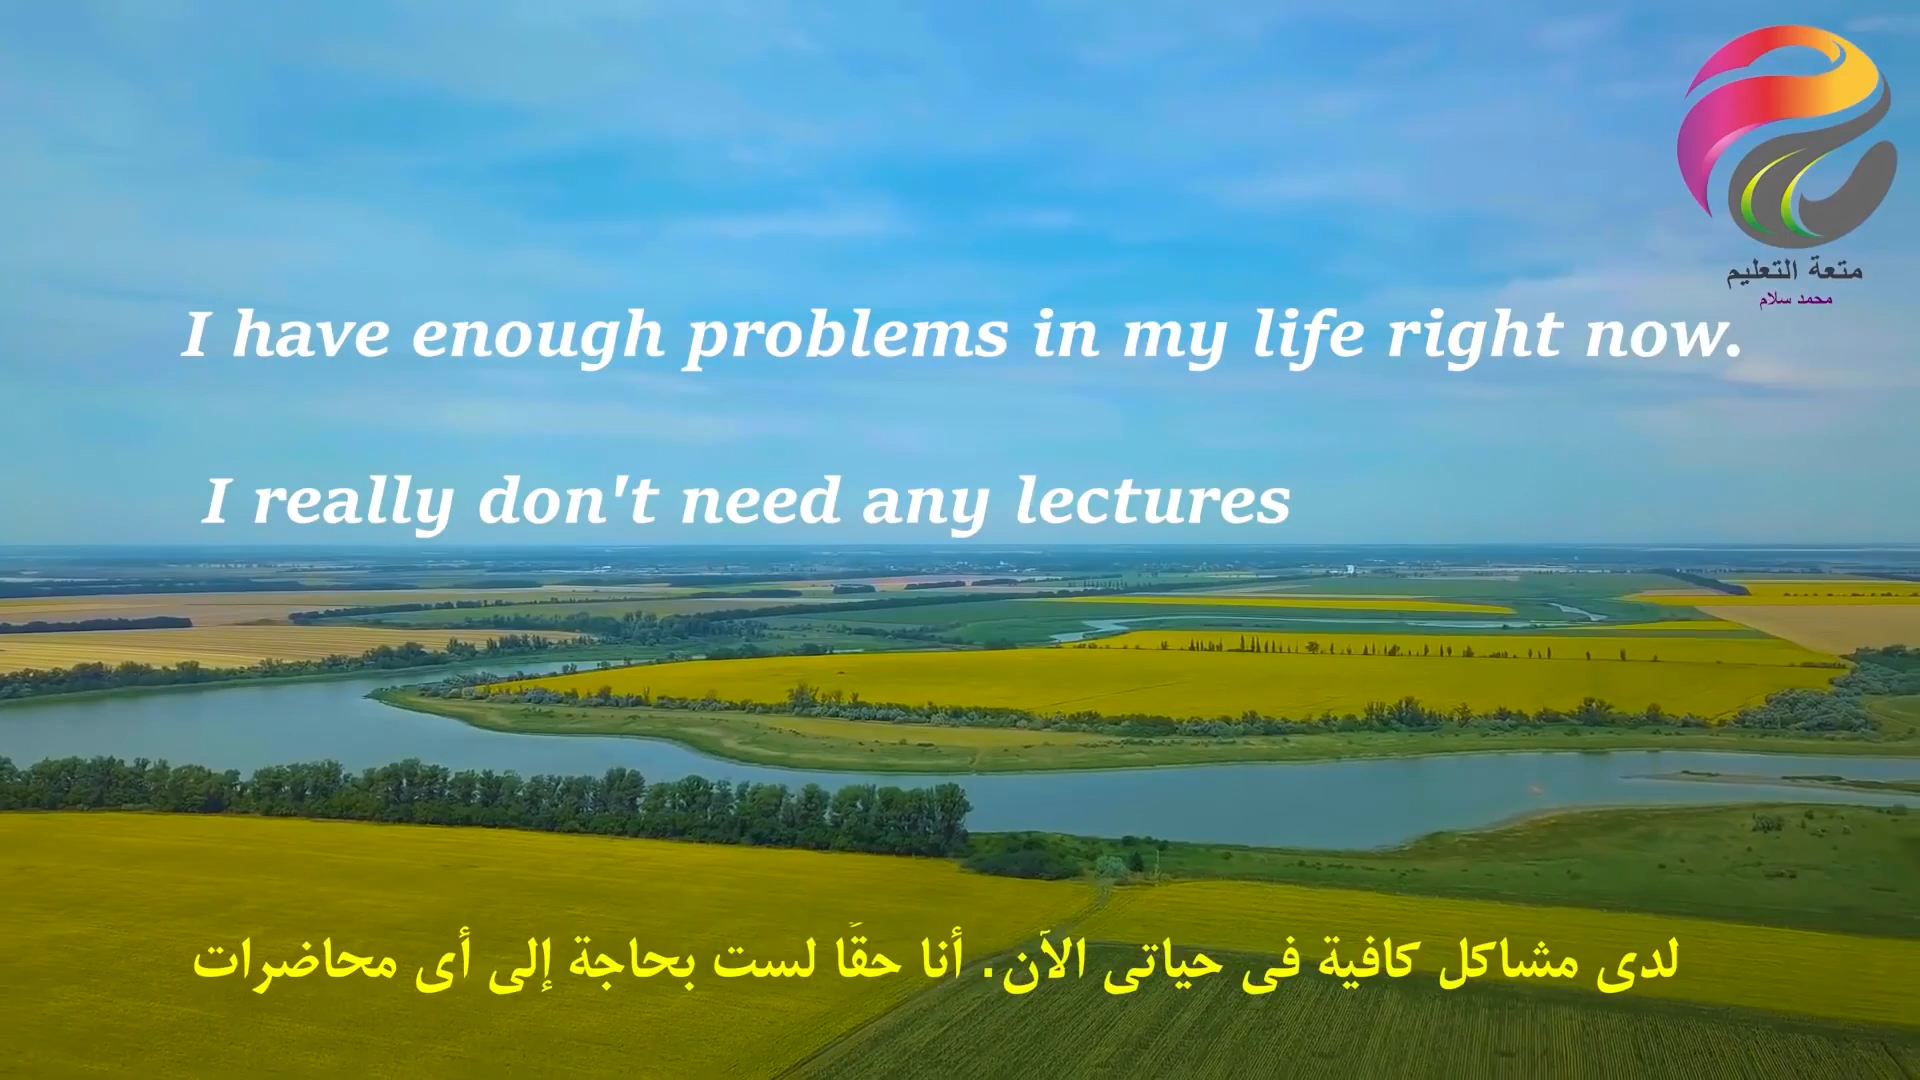 متعة التعليم
محمد سلام
I have enough problems in my life right now.
I really don't need any lectures
لدى مشاكل كافية فى حياتى الآن. أنا حقًا لست بحاجة إلى أى محاضرات